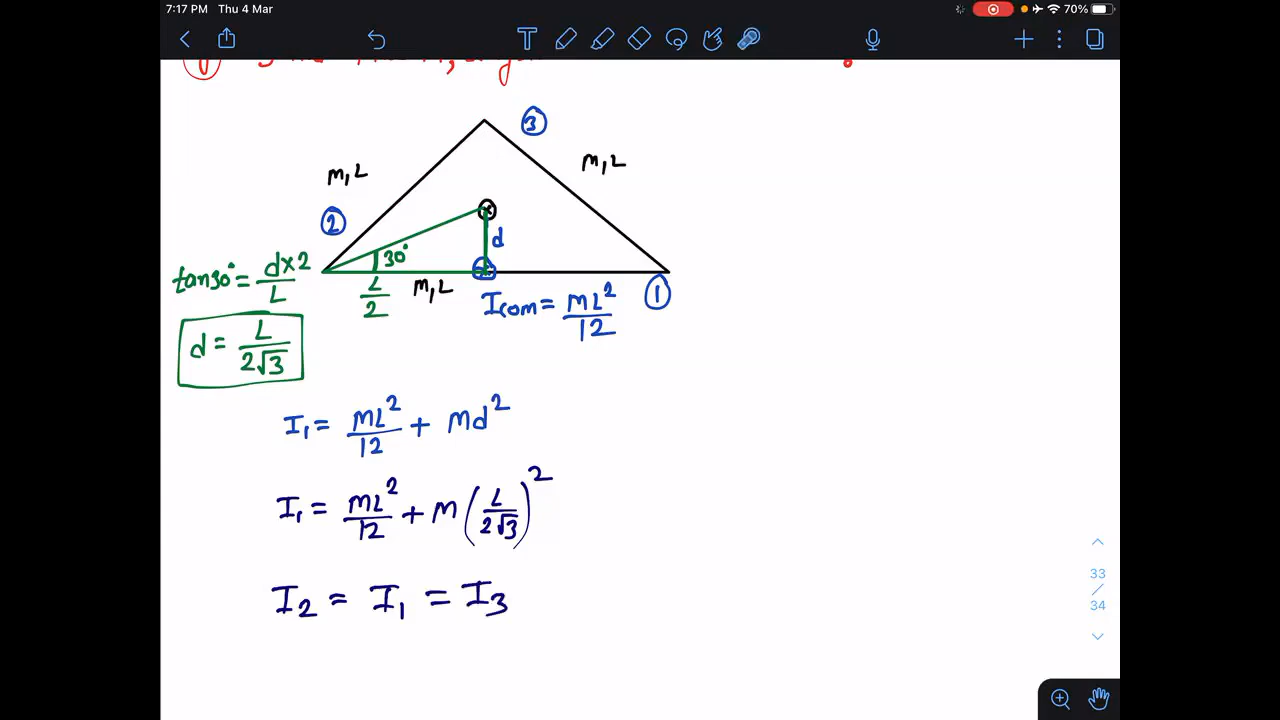 7:17 PM Thu 4 Mar
70%
3
m,L
m,L
2
d
30°
tan30° = d×2/L
L/2
m,L
Icom = mL²/12
1
d = L/2√3
I₁ = mL²/12 + md²
I₁ = mL²/12 + m(L/2√3)²
I₂ = I₁ = I₃
33
/
34